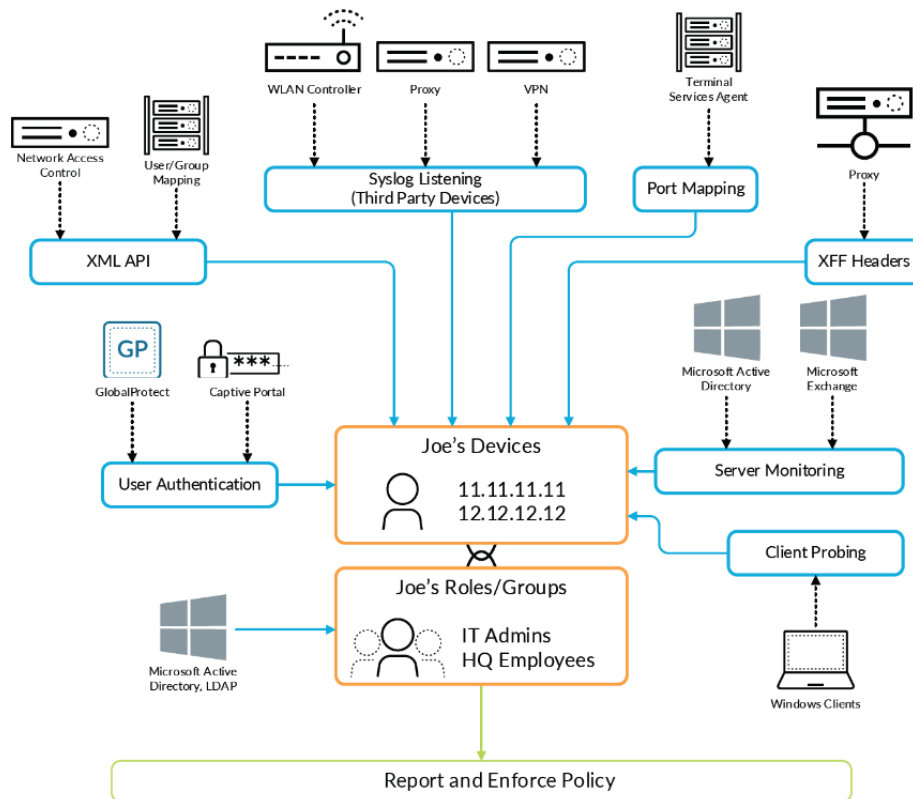 WLAN Controller
Proxy
VPN
Terminal
Services Agent
Network Access
Control
User/Group
Mapping
Proxy
Syslog Listening
(Third Party Devices)
Port Mapping
XML API
XFF Headers
GP
***....
GlobalProtect
Captive Portal
Microsoft Active
Directory
Microsoft
Exchange
User Authentication
Joe's Devices
11.11.11.11
12.12.12.12
Server Monitoring
Client Probing
Joe's Roles/Groups
IT Admins
HQ Employees
Microsoft Active
Directory, LDAP
Windows Clients
Report and Enforce Policy